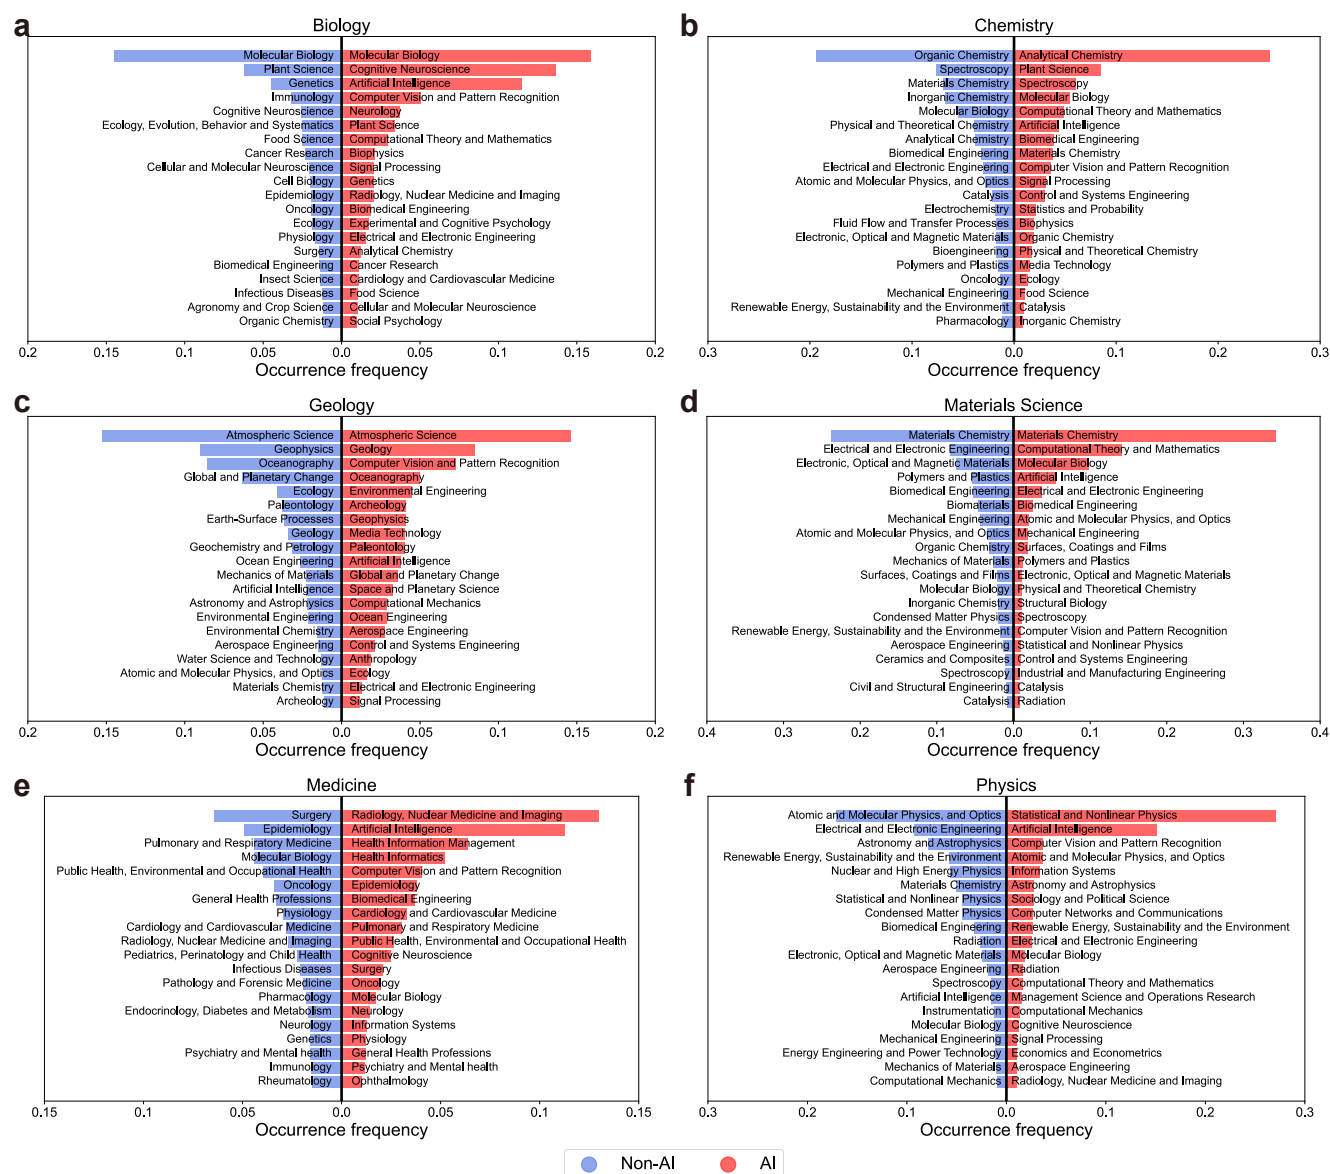 a
Biology
Molecular Biology Molecular Biology
Plant Science Cognitive Neuroscience
Genetics Artificial Intelligence
Immunology Computer Vision and Pattern Recognition
Cognitive Neuroscience Neurology
Ecology, Evolution, Behavior and Systematics Plant Science
Food Science Computational Theory and Mathematics
Cancer Research Biophysics
Cellular and Molecular Neuroscience Signal Processing
Cell Biology Genetics
Epidemiology Radiology, Nuclear Medicine and Imaging
Oncology Biomedical Engineering
Ecology Experimental and Cognitive Psychology
Physiology Electrical and Electronic Engineering
Surgery Analytical Chemistry
Biomedical Engineering Cancer Research
Insect Science Cardiology and Cardiovascular Medicine
Infectious Diseases Food Science
Agronomy and Crop Science Cellular and Molecular Neuroscience
Organic Chemistry Social Psychology
0.2 0.1 0.05 0.0 0.05 0.1 0.15 0.2
Occurrence frequency
b
Chemistry
Organic Chemistry Analytical Chemistry
Spectroscopy Plant Science
Materials Chemistry Spectroscopy
Inorganic Chemistry Molecular Biology
Molecular Biology Computational Theory and Mathematics
Physical and Theoretical Chemistry Artificial Intelligence
Analytical Chemistry Biomedical Engineering
Biomedical Engineering Materials Chemistry
Electrical and Electronic Engineering Computer Vision and Pattern Recognition
Atomic and Molecular Physics, and Optics Signal Processing
Catalysis Control and Systems Engineering
Electrochemistry Statistics and Probability
Fluid Flow and Transfer Processes Biophysics
Electronic, Optical and Magnetic Materials Organic Chemistry
Bioengineering Physical and Theoretical Chemistry
Polymers and Plastics Media Technology
Oncology Ecology
Mechanical Engineering Food Science
Renewable Energy, Sustainability and the Environment Catalysis
Pharmacology Inorganic Chemistry
0.3 0.1 0.0 0.1 0.2 0.3
Occurrence frequency
c
Geology
Atmospheric Science Atmospheric Science
Geophysics Geology
Oceanography Computer Vision and Pattern Recognition
Global and Planetary Change Oceanography
Ecology Environmental Engineering
Paleontology Archeology
Earth-Surface Processes Geophysics
Geology Media Technology
Geochemistry and Petrology Paleontology
Ocean Engineering Artificial Intelligence
Mechanics of Materials Global and Planetary Change
Artificial Intelligence Space and Planetary Science
Astronomy and Astrophysics Computational Mechanics
Environmental Engineering Ocean Engineering
Environmental Chemistry Aerospace Engineering
Aerospace Engineering Control and Systems Engineering
Water Science and Technology Anthropology
Atomic and Molecular Physics, and Optics Ecology
Materials Chemistry Electrical and Electronic Engineering
Archeology Signal Processing
0.2 0.1 0.05 0.0 0.05 0.1 0.15 0.2
Occurrence frequency
d
Materials Science
Materials Chemistry Materials Chemistry
Electrical and Electronic Engineering Computational Theory and Mathematics
Electronic, Optical and Magnetic Materials Molecular Biology
Polymers and Plastics Artificial Intelligence
Biomedical Engineering Electrical and Electronic Engineering
Biomaterials Biomedical Engineering
Mechanical Engineering Atomic and Molecular Physics, and Optics
Atomic and Molecular Physics, and Optics Mechanical Engineering
Organic Chemistry Surfaces, Coatings and Films
Mechanics of Materials Polymers and Plastics
Surfaces, Coatings and Films Electronic, Optical and Magnetic Materials
Molecular Biology Physical and Theoretical Chemistry
Inorganic Chemistry Structural Biology
Condensed Matter Physics Spectroscopy
Renewable Energy, Sustainability and the Environment Computer Vision and Pattern Recognition
Aerospace Engineering Statistical and Nonlinear Physics
Ceramics and Composites Control and Systems Engineering
Spectroscopy Industrial and Manufacturing Engineering
Civil and Structural Engineering Catalysis
Catalysis Radiation
0.4 0.4 0.1 0.0 0.1 0.2 0.3 0.4
Occurrence frequency
e
Medicine
Surgery Radiology, Nuclear Medicine and Imaging
Epidemiology Artificial Intelligence
Pulmonary and Respiratory Medicine Health Information Management
Molecular Biology Health Informatics
Public Health, Environmental and Occupational Health Computer Vision and Pattern Recognition
Oncology Epidemiology
General Health Professions Biomedical Engineering
Physiology Cardiology and Cardiovascular Medicine
Cardiology and Cardiovascular Medicine Pulmonary and Respiratory Medicine
Radiology, Nuclear Medicine and Imaging Public Health, Environmental and Occupational Health
Pediatrics, Perinatology and Child Health Cognitive Neuroscience
Infectious Diseases Surgery
Pathology and Forensic Medicine Oncology
Pharmacology Molecular Biology
Endocrinology, Diabetes and Metabolism Neurology
Neurology Information Systems
Genetics Physiology
Psychiatry and Mental health General Health Professions
Immunology Psychiatry and Mental health
Rheumatology Ophthalmology
0.15 0.05 0.0 0.05 0.1 0.15
Occurrence frequency
f
Physics
Atomic and Molecular Physics, and Optics Statistical and Nonlinear Physics
Electrical and Electronic Engineering Artificial Intelligence
Astronomy and Astrophysics Computer Vision and Pattern Recognition
Renewable Energy, Sustainability and the Environment Atomic and Molecular Physics, and Optics
Nuclear and High Energy Physics Information Systems
Materials Chemistry Astronomy and Astrophysics
Statistical and Nonlinear Physics Sociology and Political Science
Condensed Matter Physics Computer Networks and Communications
Biomedical Engineering Renewable Energy, Sustainability and the Environment
Radiation Electrical and Electronic Engineering
Electronic, Optical and Magnetic Materials Molecular Biology
Aerospace Engineering Radiation
Spectroscopy Computational Theory and Mathematics
Artificial Intelligence Management Science and Operations Research
Instrumentation Computational Mechanics
Molecular Biology Cognitive Neuroscience
Mechanical Engineering Signal Processing
Energy Engineering and Power Technology Economics and Econometrics
Mechanics of Materials Aerospace Engineering
Computational Mechanics Radiology, Nuclear Medicine and Imaging
0.3 0.1 0.0 0.1 0.2 0.3
Occurrence frequency
Non-AI AI